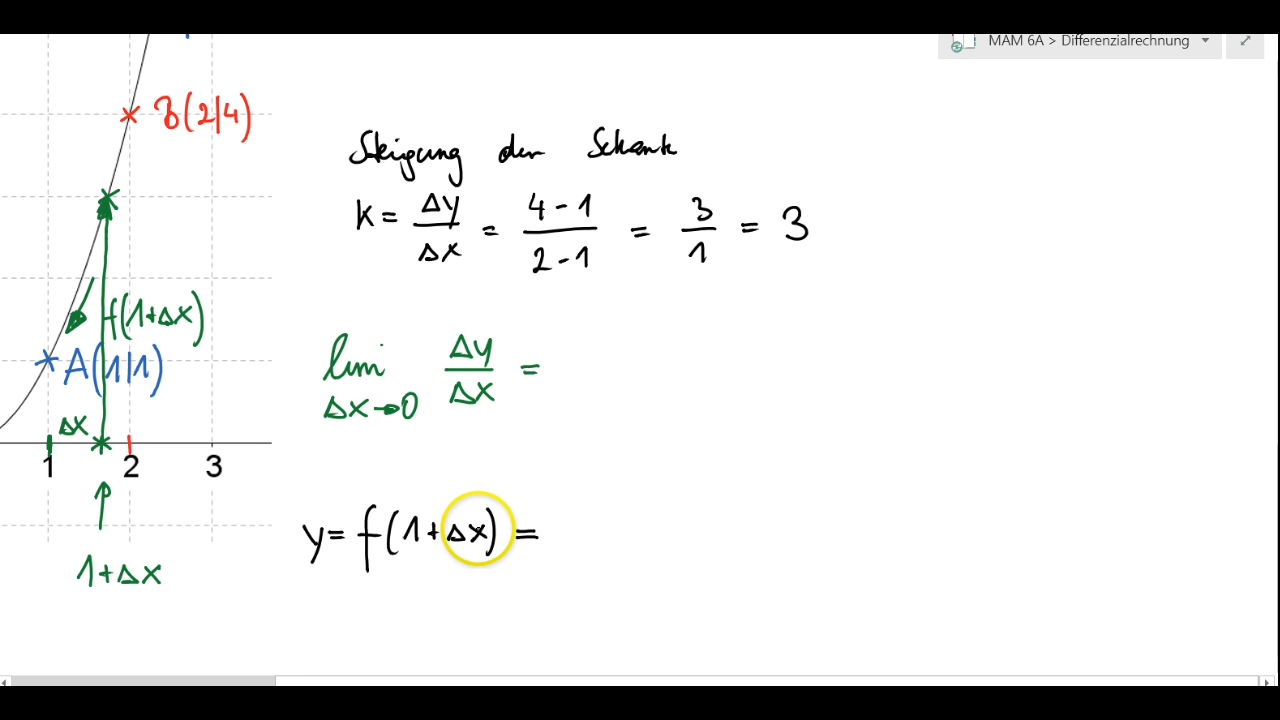 MAM 6A > Differenzialrechnung
B(2|4)
Steigung der Sekante
k = Δy/Δx = (4-1)/(2-1) = 3/1 = 3
f(1+Δx)
A(1|1)
lim Δx→0 Δy/Δx =
Δx
1 2 3
y = f(1+Δx) =
1+Δx